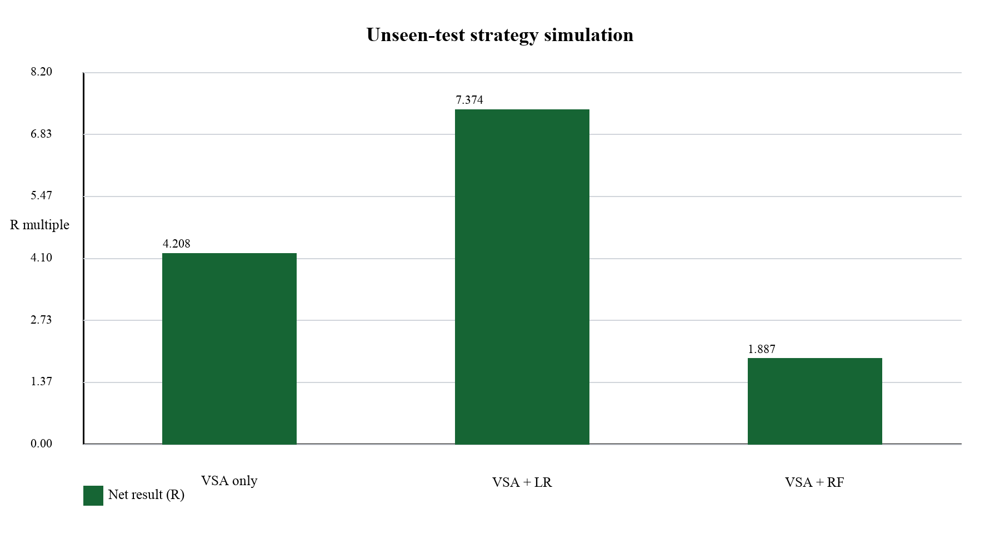 Unseen-test strategy simulation
8.20
7.374
6.83
5.47
R multiple
4.208
4.10
2.73
1.887
1.37
0.00
VSA only
VSA + LR
VSA + RF
Net result (R)